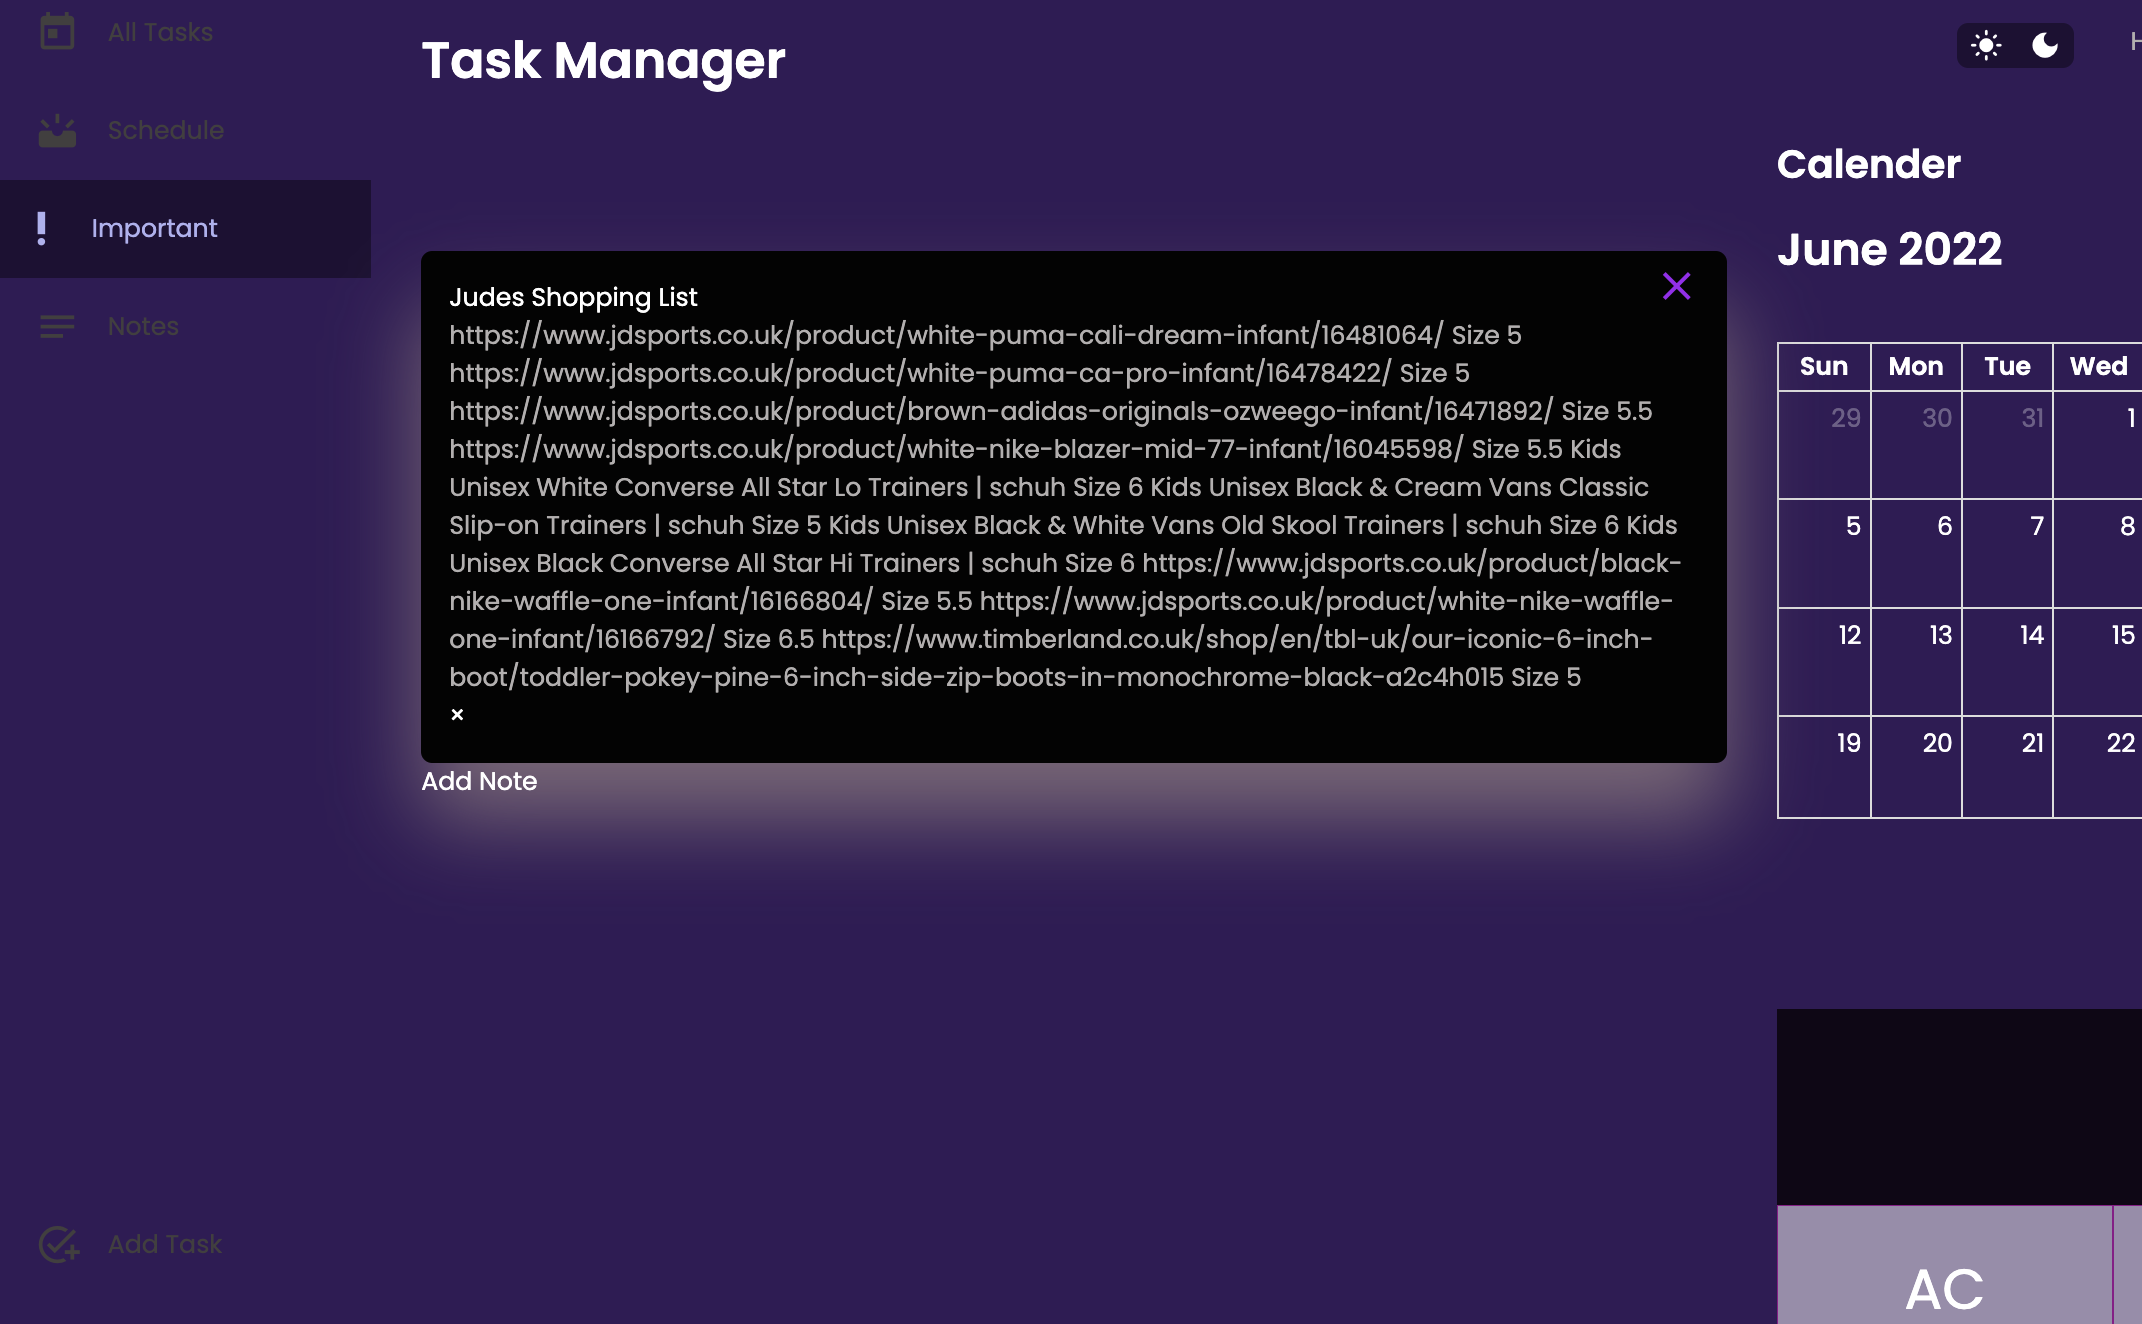 All Tasks
Schedule
Important
Notes
Add Task
Task Manager
Judes Shopping List
https://www.jdsports.co.uk/product/white-puma-cali-dream-infant/16481064/ Size 5
https://www.jdsports.co.uk/product/white-puma-ca-pro-infant/16478422/ Size 5
https://www.jdsports.co.uk/product/brown-adidas-originals-ozweego-infant/16471892/ Size 5.5
https://www.jdsports.co.uk/product/white-nike-blazer-mid-77-infant/16045598/ Size 5.5 Kids
Unisex White Converse All Star Lo Trainers | schuh Size 6 Kids Unisex Black & Cream Vans Classic
Slip-on Trainers | schuh Size 5 Kids Unisex Black & White Vans Old Skool Trainers | schuh Size 6 Kids
Unisex Black Converse All Star Hi Trainers | schuh Size 6 https://www.jdsports.co.uk/product/black-
nike-waffle-one-infant/16166804/ Size 5.5 https://www.jdsports.co.uk/product/white-nike-waffle-
one-infant/16166792/ Size 6.5 https://www.timberland.co.uk/shop/en/tbl-uk/our-iconic-6-inch-
boot/toddler-pokey-pine-6-inch-side-zip-boots-in-monochrome-black-a2c4h015 Size 5
×
Add Note
H
Calender
June 2022
Sun Mon Tue Wed
29 30 31 1
5 6 7 8
12 13 14 15
19 20 21 22
AC